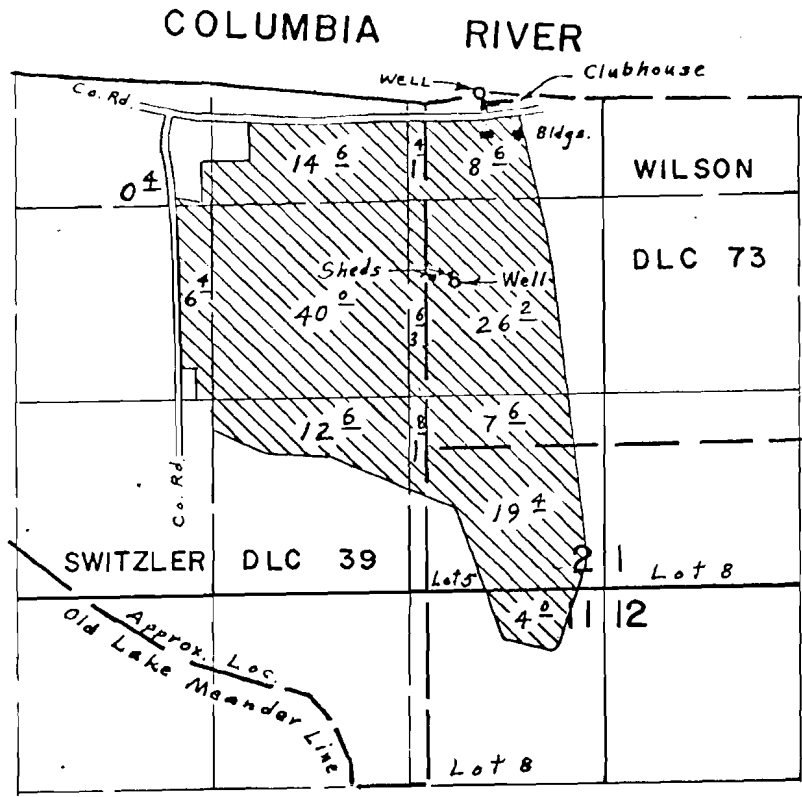 COLUMBIA RIVER
WELL
Clubhouse
Co. Rd.
Bldgs.
14 6
1 4
8 6
WILSON
0 4
DLC 73
Sheds
Well
6 4
40 0
3 6
26 2
12 6
1 8
7 6
Co. Rd.
19 4
SWITZLER DLC 39
Lot 5
2 1
Lot 8
4 0
11 12
Approx. Loc.
Old Lake Meander Line
Lot 8